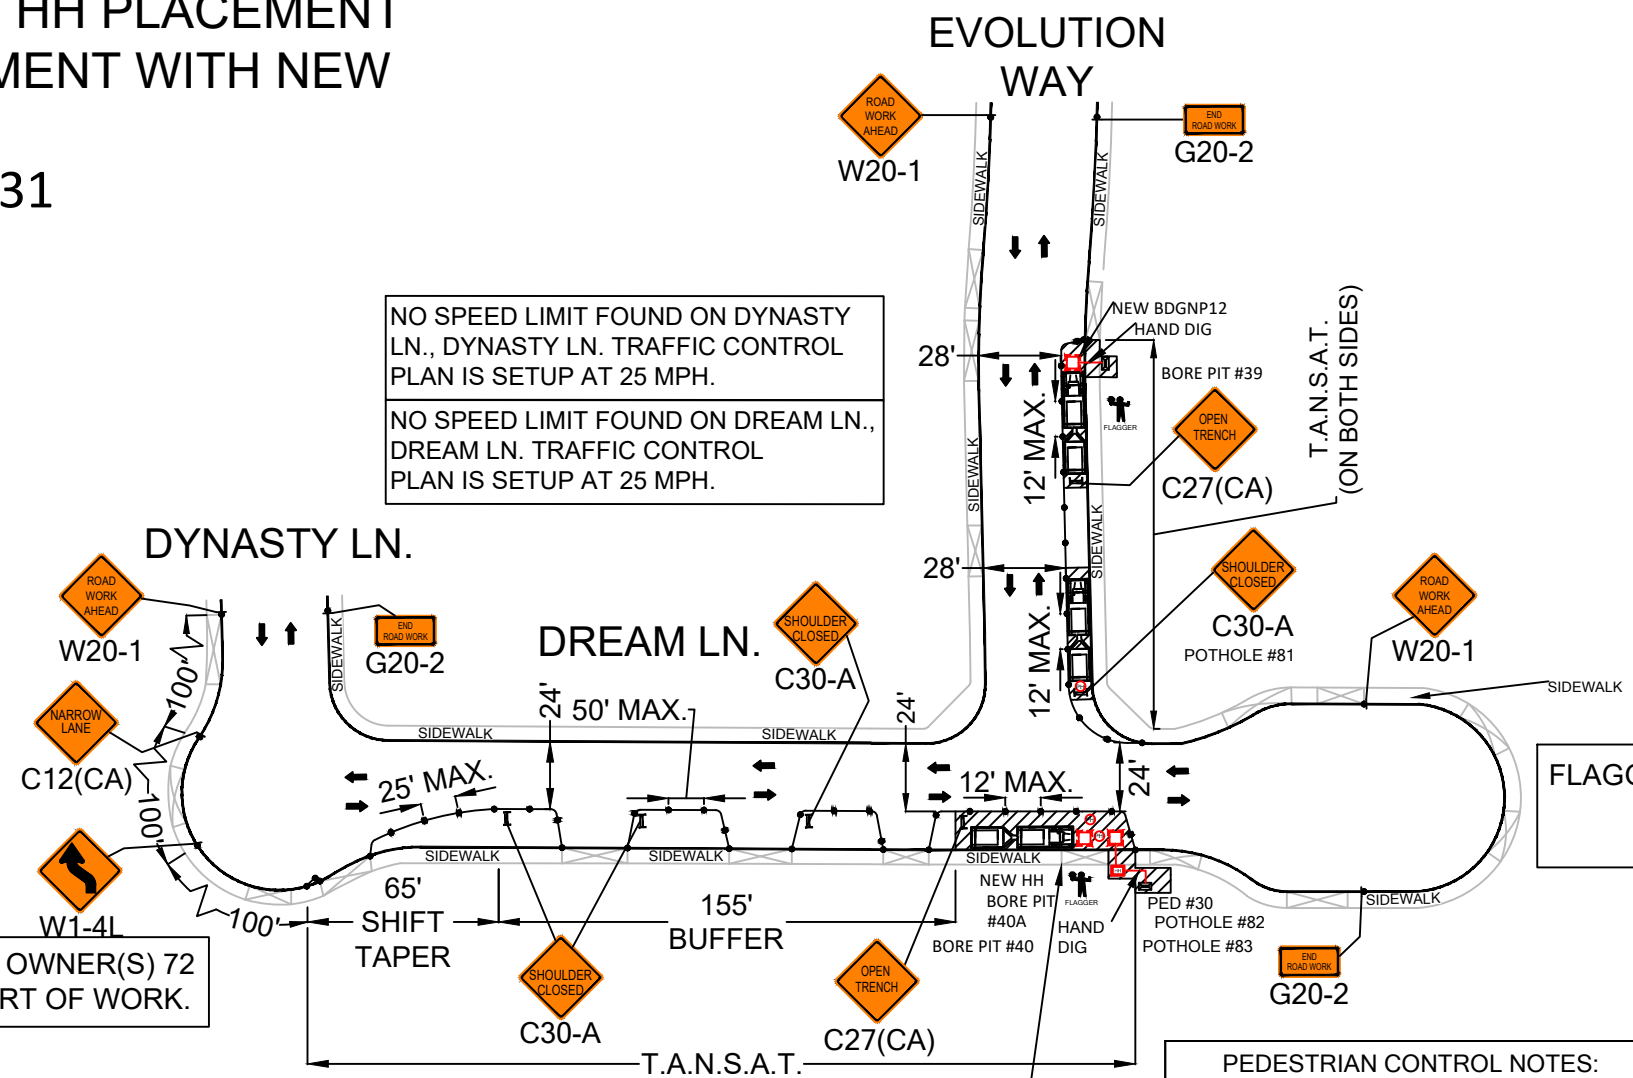 HH PLACEMENT
MENT WITH NEW
31
EVOLUTION
WAY
ROAD
WORK
AHEAD
W20-1
END
ROAD WORK
G20-2
SIDEWALK
SIDEWALK
NO SPEED LIMIT FOUND ON DYNASTY
LN., DYNASTY LN. TRAFFIC CONTROL
PLAN IS SETUP AT 25 MPH.
NO SPEED LIMIT FOUND ON DREAM LN.,
DREAM LN. TRAFFIC CONTROL
PLAN IS SETUP AT 25 MPH.
28'
NEW BDGNP12
HAND DIG
BORE PIT #39
12' MAX.
FLAGGER
OPEN
TRENCH
C27(CA)
T.A.N.S.A.T.
(ON BOTH SIDES)
SIDEWALK
SIDEWALK
28'
12' MAX.
SHOULDER
CLOSED
C30-A
POTHOLE #81
ROAD
WORK
AHEAD
W20-1
SIDEWALK
DYNASTY LN.
ROAD
WORK
AHEAD
W20-1
END
ROAD WORK
G20-2
SIDEWALK
DREAM LN.
SHOULDER
CLOSED
C30-A
100'
NARROW
LANE
C12(CA)
100'
W1-4L
100'
24'
50' MAX.
24'
SIDEWALK
SIDEWALK
25' MAX.
12' MAX.
24'
FLAGG
SIDEWALK
SIDEWALK
SIDEWALK
SIDEWALK
65'
SHIFT
TAPER
155'
BUFFER
NEW HH
BORE PIT
#40A
BORE PIT #40
FLAGGER
HAND
DIG
PED #30
POTHOLE #82
POTHOLE #83
END
ROAD WORK
G20-2
OWNER(S) 72
RT OF WORK.
SHOULDER
CLOSED
C30-A
OPEN
TRENCH
C27(CA)
T.A.N.S.A.T.
PEDESTRIAN CONTROL NOTES: